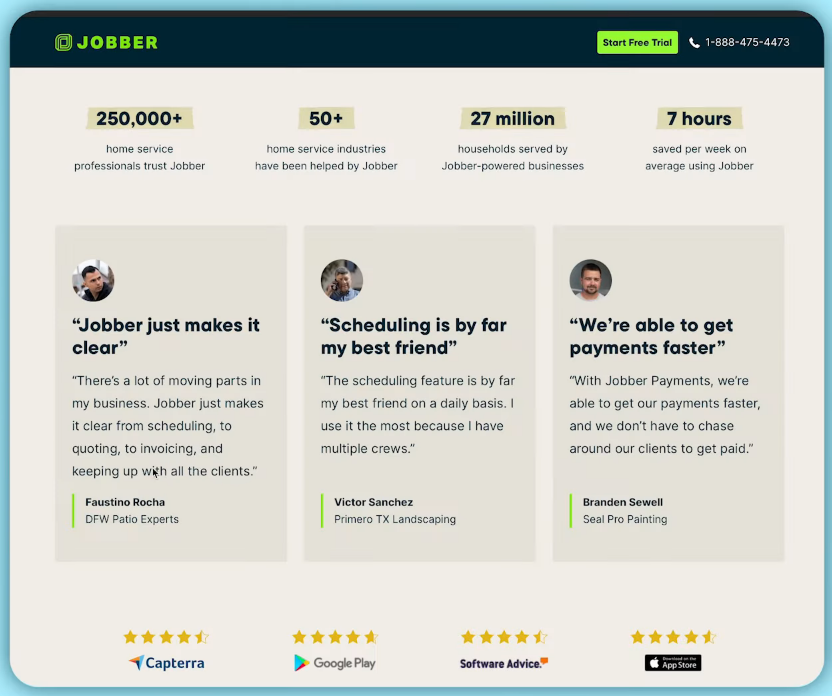 JOBBER
Start Free Trial
1-888-475-4473
250,000+
home service
professionals trust Jobber
50+
home service industries
have been helped by Jobber
27 million
households served by
Jobber-powered businesses
7 hours
saved per week on
average using Jobber
“Jobber just makes it
clear”
“There’s a lot of moving parts in
my business. Jobber just makes
it clear from scheduling, to
quoting, to invoicing, and
keeping up with all the clients.”
Faustino Rocha
DFW Patio Experts
“Scheduling is by far
my best friend”
“The scheduling feature is by far
my best friend on a daily basis. I
use it the most because I have
multiple crews.”
Victor Sanchez
Primero TX Landscaping
“We’re able to get
payments faster”
“With Jobber Payments, we’re
able to get our payments faster,
and we don’t have to chase
around our clients to get paid.”
Branden Sewell
Seal Pro Painting
Capterra
Google Play
Software Advice.
Download on the
App Store